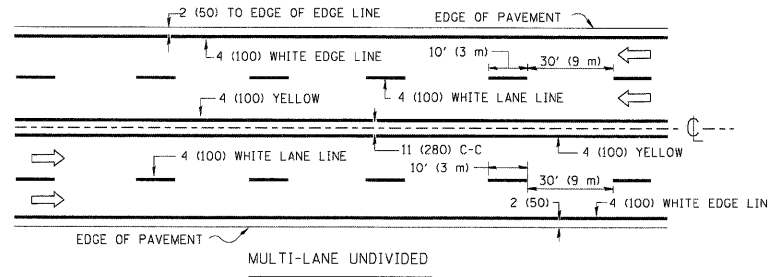 2 (50) TO EDGE OF EDGE LINE
EDGE OF PAVEMENT
4 (100) WHITE EDGE LINE
10' (3 m)
30' (9 m)
4 (100) YELLOW
4 (100) WHITE LANE LINE
CL
11 (280) C-C
4 (100) WHITE LANE LINE
4 (100) YELLOW
10' (3 m)
30' (9 m)
2 (50)
4 (100) WHITE EDGE LIN
EDGE OF PAVEMENT
MULTI-LANE UNDIVIDED